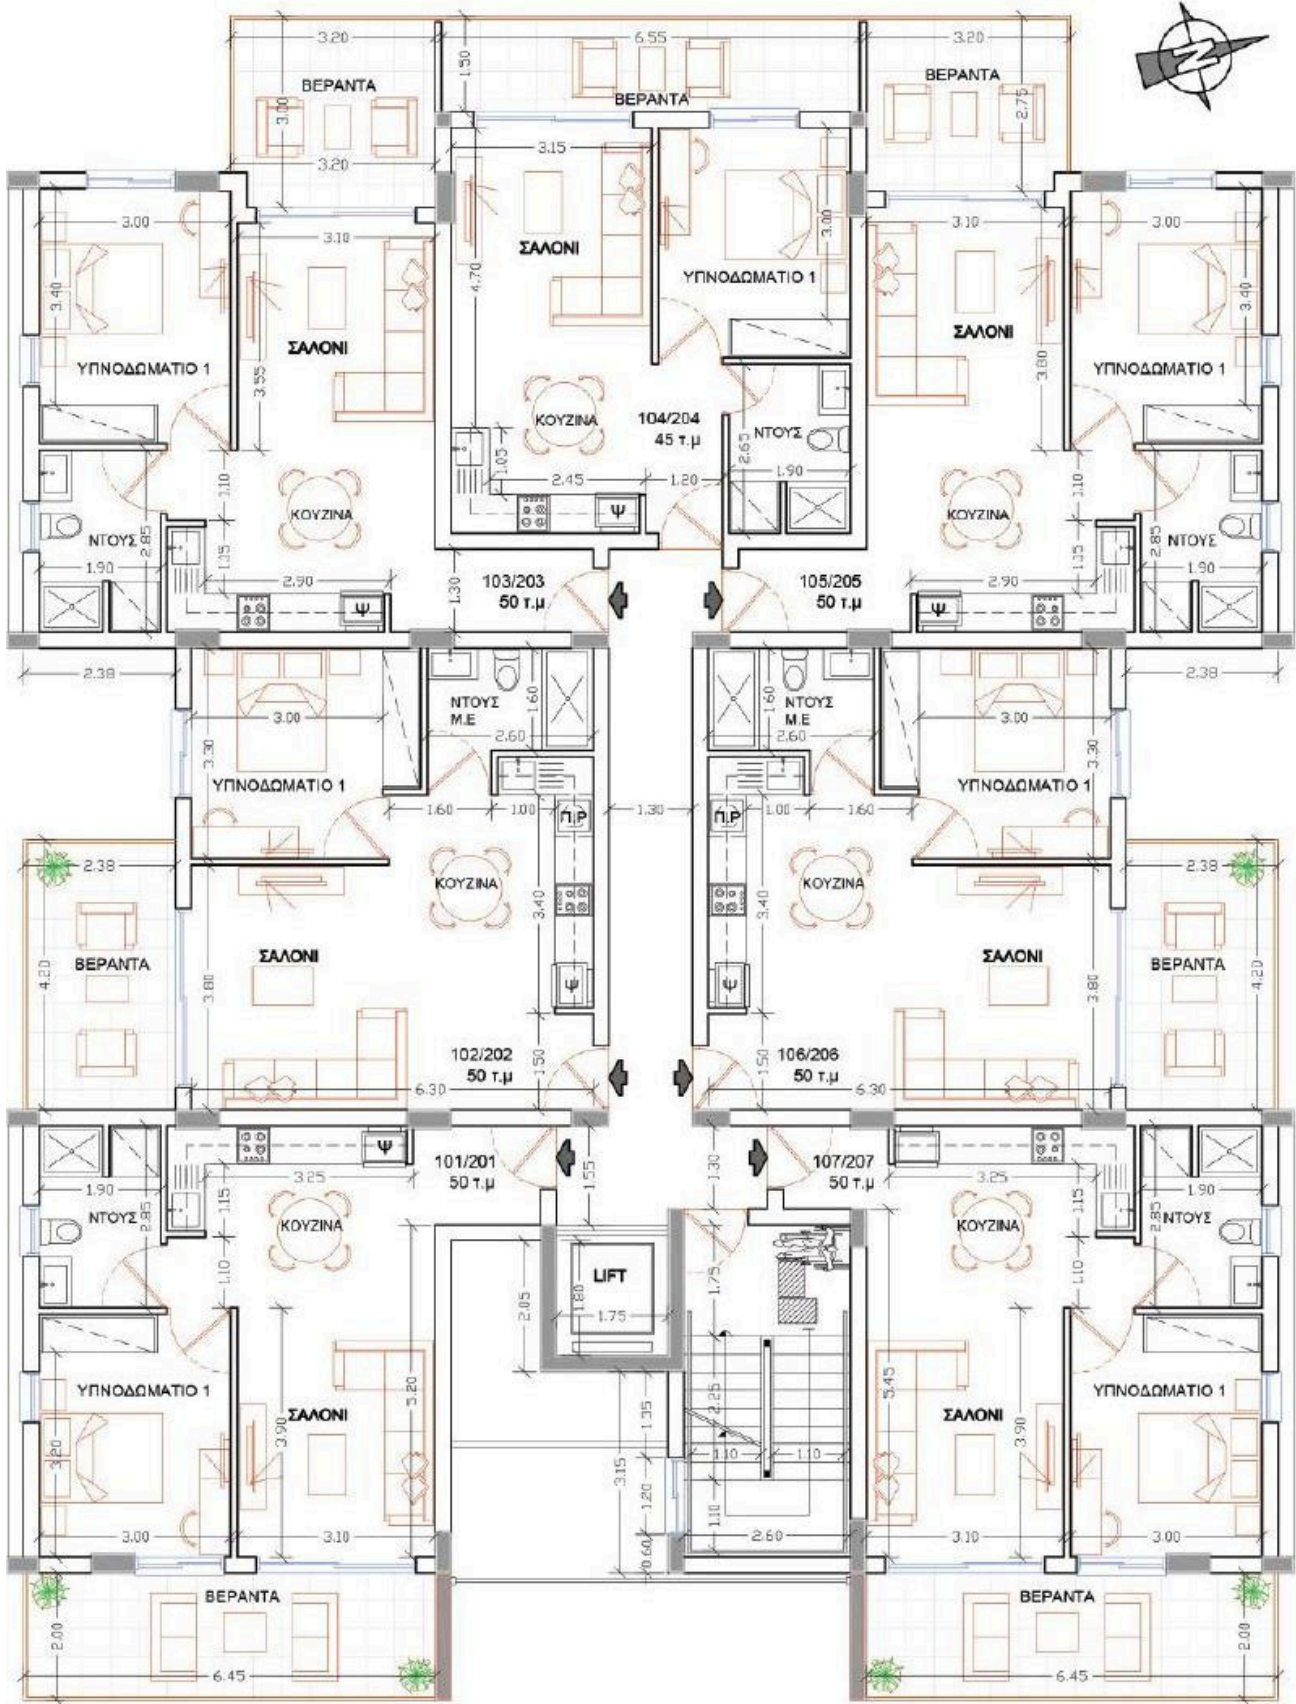 3.20
6.55
3.20
N
1.50
ΒΕΡΑΝΤΑ
3.00
ΒΕΡΑΝΤΑ
ΒΕΡΑΝΤΑ
2.75
3.20
3.15
3.00
3.10
ΣΑΛΟΝΙ
3.00
3.10
3.00
4.70
ΥΠΝΟΔΩΜΑΤΙΟ 1
3.40
ΣΑΛΟΝΙ
ΣΑΛΟΝΙ
3.40
ΥΠΝΟΔΩΜΑΤΙΟ 1
3.55
3.80
ΥΠΝΟΔΩΜΑΤΙΟ 1
ΚΟΥΖΙΝΑ
104/204
45 τ.μ
ΝΤΟΥΣ
2.65
1.05
2.45
1.20
1.90
1.10
ΚΟΥΖΙΝΑ
ΚΟΥΖΙΝΑ
1.10
Ψ
ΝΤΟΥΣ
2.85
1.35
1.35
2.85
ΝΤΟΥΣ
1.90
2.90
103/203
50 τ.μ
1.30
105/205
50 τ.μ
2.90
1.90
Ψ
Ψ
2.38
2.38
3.00
ΝΤΟΥΣ
Μ.Ε
1.60
2.60
1.60
ΝΤΟΥΣ
Μ.Ε
2.60
3.00
3.30
ΥΠΝΟΔΩΜΑΤΙΟ 1
3.30
ΥΠΝΟΔΩΜΑΤΙΟ 1
1.60
1.00
1.30
1.00
1.60
Π.Ρ
Π.Ρ
2.38
ΚΟΥΖΙΝΑ
ΚΟΥΖΙΝΑ
2.38
3.40
3.40
ΒΕΡΑΝΤΑ
ΣΑΛΟΝΙ
ΣΑΛΟΝΙ
ΒΕΡΑΝΤΑ
4.20
3.80
Ψ
Ψ
3.80
4.20
102/202
50 τ.μ
1.50
106/206
50 τ.μ
1.50
6.30
6.30
Ψ
101/201
50 τ.μ
1.55
1.30
107/207
50 τ.μ
3.25
3.25
1.90
1.15
1.15
1.90
ΝΤΟΥΣ
2.85
ΚΟΥΖΙΝΑ
ΚΟΥΖΙΝΑ
2.85
ΝΤΟΥΣ
1.10
LIFT
1.75
1.10
2.05
1.80
1.75
ΥΠΝΟΔΩΜΑΤΙΟ 1
5.20
2.25
5.45
ΥΠΝΟΔΩΜΑΤΙΟ 1
ΣΑΛΟΝΙ
1.35
ΣΑΛΟΝΙ
3.20
3.90
3.15
1.20
1.10
1.10
3.90
1.10
3.00
3.10
2.60
3.10
3.00
0.60
ΒΕΡΑΝΤΑ
ΒΕΡΑΝΤΑ
2.00
2.00
6.45
6.45